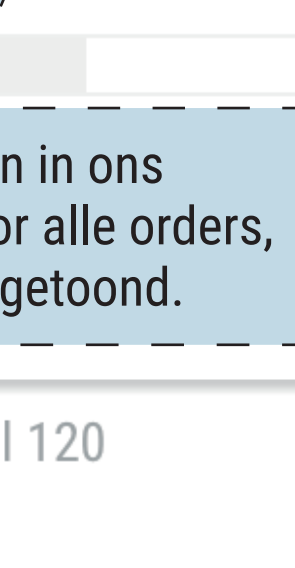 n in ons
or alle orders,
getoond.
l 120